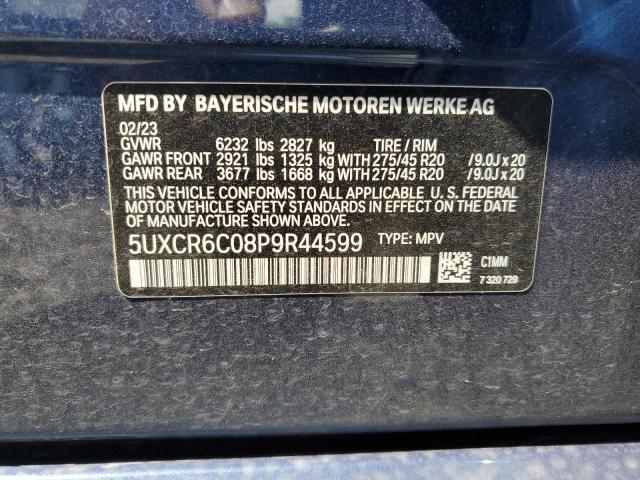 MFD BY BAYERISCHE MOTOREN WERKE AG
02/23
GVWR 6232 lbs 2827 kg TIRE / RIM
GAWR FRONT 2921 lbs 1325 kg WITH 275/45 R20 /9.0J x 20
GAWR REAR 3677 lbs 1668 kg WITH 275/45 R20 /9.0J x 20
THIS VEHICLE CONFORMS TO ALL APPLICABLE U. S. FEDERAL
MOTOR VEHICLE SAFETY STANDARDS IN EFFECT ON THE DATE
OF MANUFACTURE SHOWN ABOVE.
5UXCR6C08P9R44599 TYPE: MPV
C1MM
7 320 729